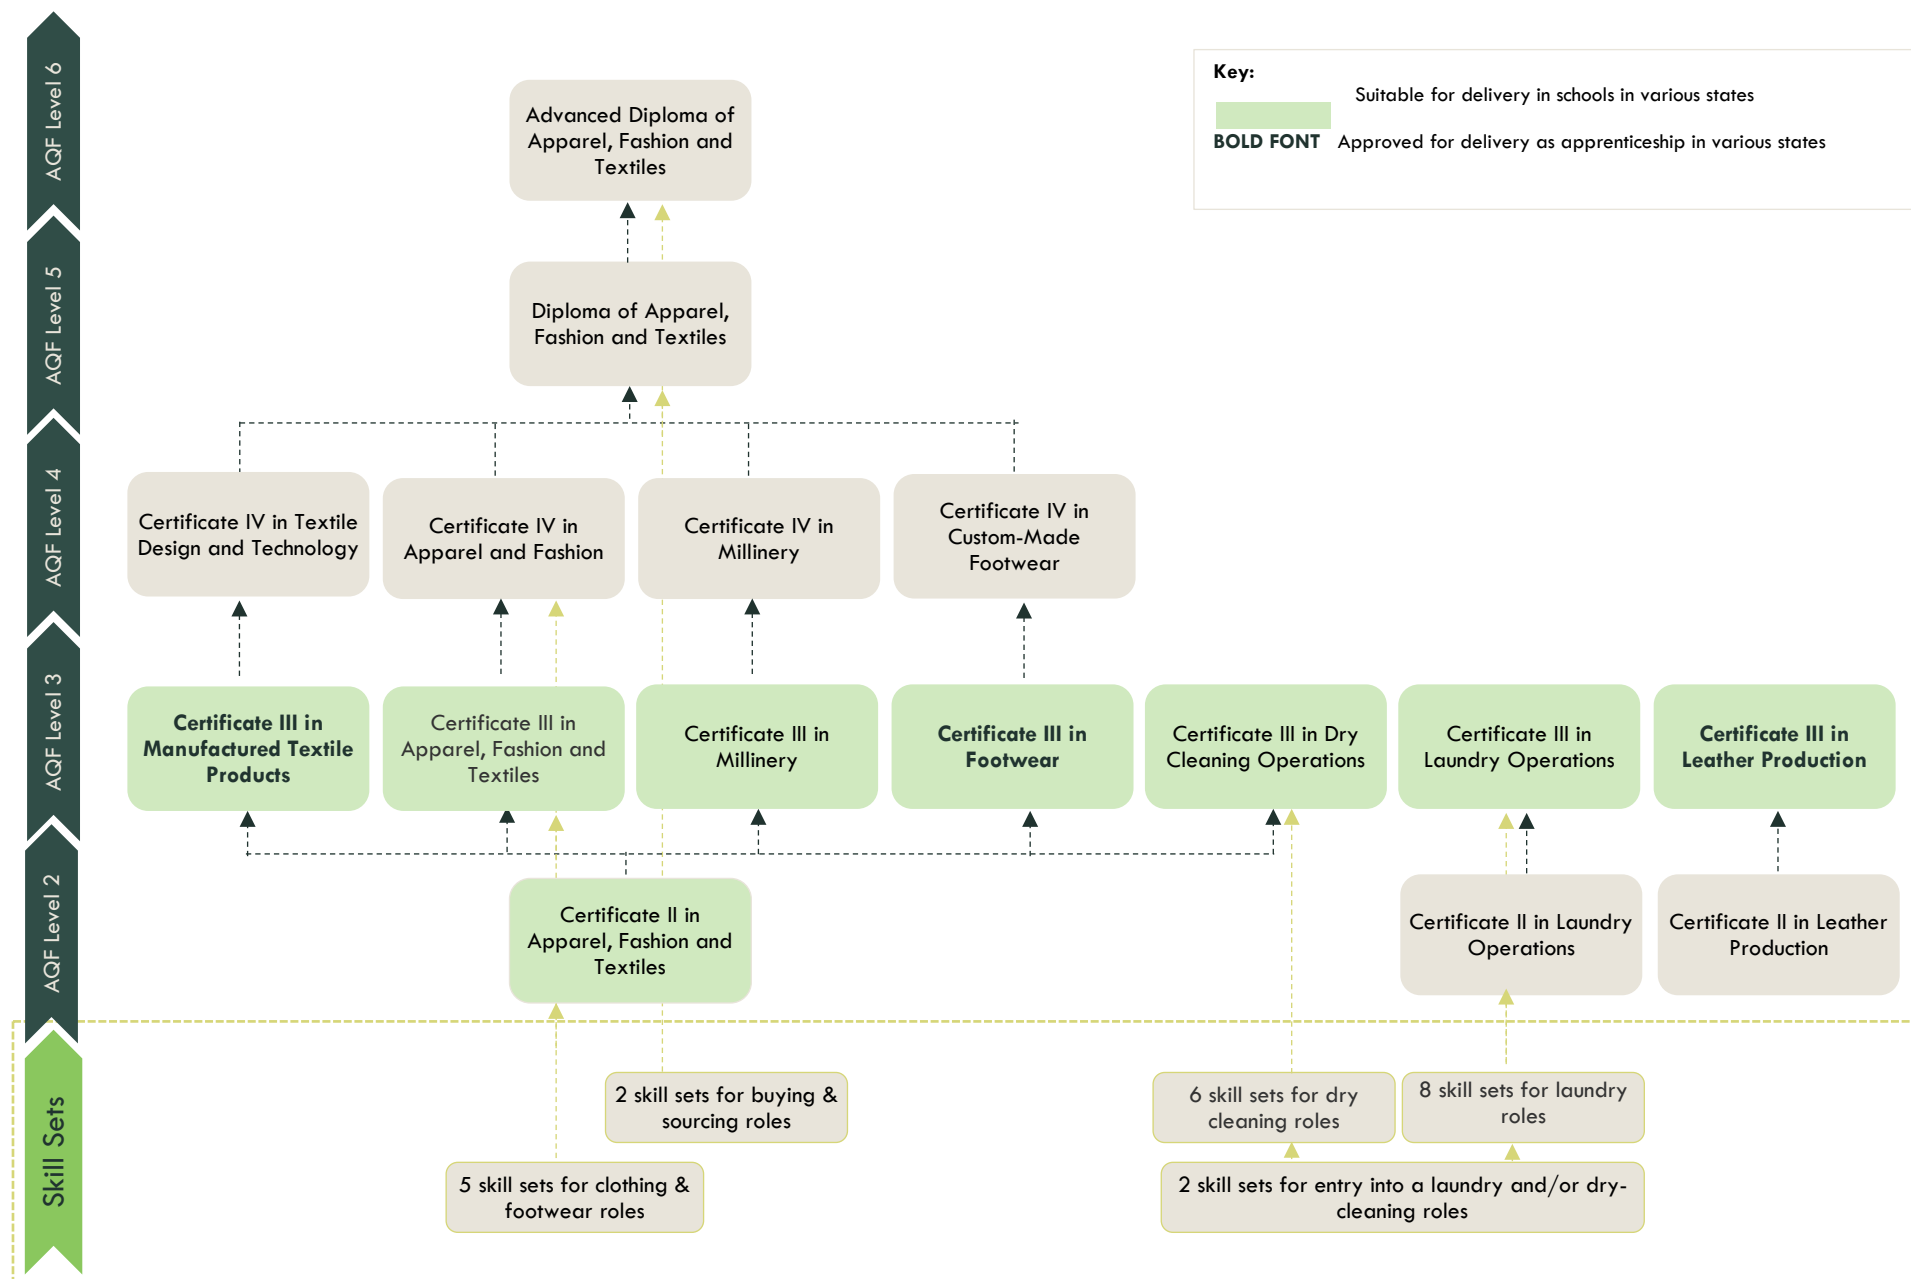 AQF Level 6
Key:
Suitable for delivery in schools in various states
BOLD FONT Approved for delivery as apprenticeship in various states
Advanced Diploma of
Apparel, Fashion and
Textiles
AQF Level 5
Diploma of Apparel,
Fashion and Textiles
AQF Level 4
Certificate IV in Textile
Design and Technology
Certificate IV in
Apparel and Fashion
Certificate IV in
Millinery
Certificate IV in
Custom-Made
Footwear
AQF Level 3
Certificate III in
Manufactured Textile
Products
Certificate III in
Apparel, Fashion and
Textiles
Certificate III in
Millinery
Certificate III in
Footwear
Certificate III in Dry
Cleaning Operations
Certificate III in
Laundry Operations
Certificate III in
Leather Production
AQF Level 2
Certificate II in
Apparel, Fashion and
Textiles
Certificate II in Laundry
Operations
Certificate II in Leather
Production
Skill Sets
2 skill sets for buying &
sourcing roles
6 skill sets for dry
cleaning roles
8 skill sets for laundry
roles
5 skill sets for clothing &
footwear roles
2 skill sets for entry into a laundry and/or dry-
cleaning roles